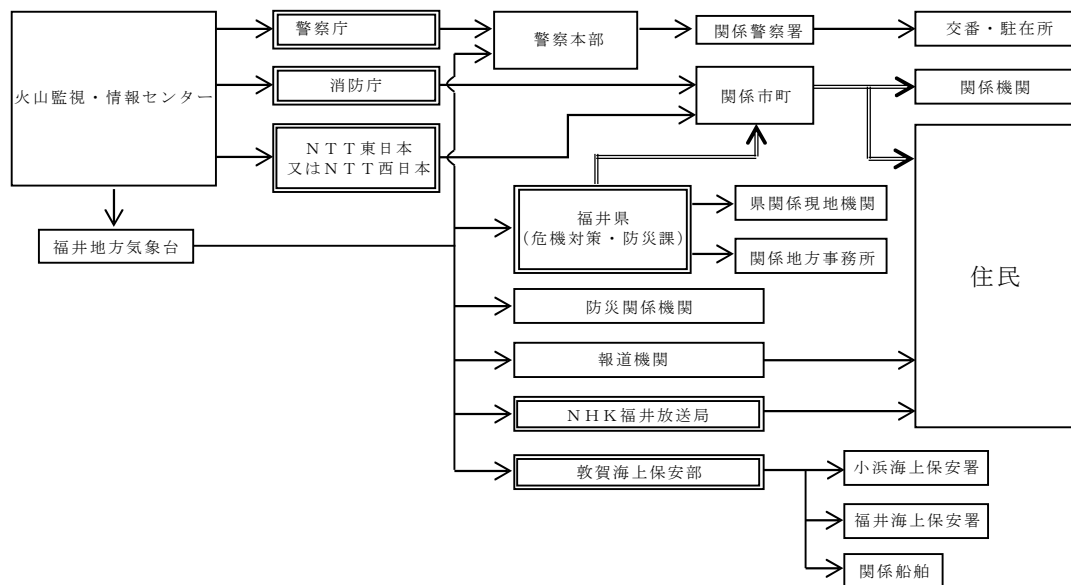 警察庁
警察本部
関係警察署
交番・駐在所
火山監視・情報センター
消防庁
関係市町
関係機関
ＮＴＴ東日本
又はＮＴＴ西日本
福井地方気象台
福井県
（危機対策・防災課）
県関係現地機関
関係地方事務所
住民
防災関係機関
報道機関
ＮＨＫ福井放送局
敦賀海上保安部
小浜海上保安署
福井海上保安署
関係船舶